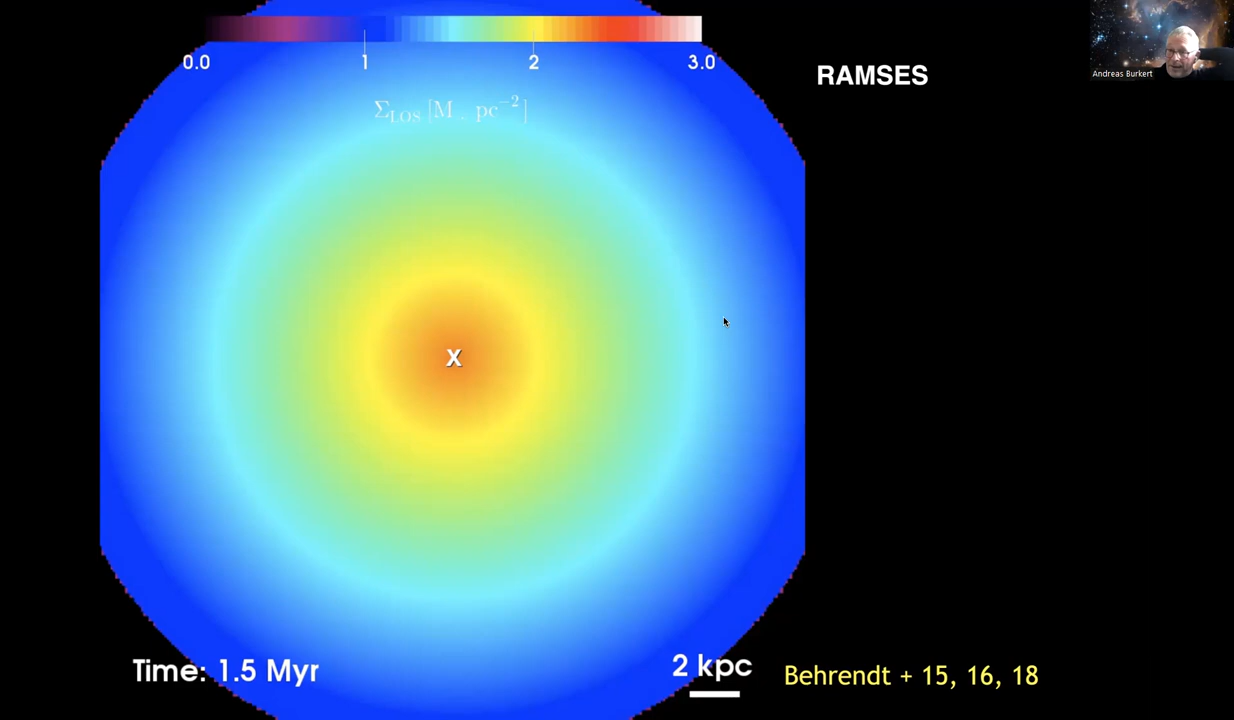 0.0 1 2 3.0
Σ_LOS [M_⊙ pc⁻²]
RAMSES
Andreas Burkert
X
Time: 1.5 Myr
2 kpc
Behrendt + 15, 16, 18